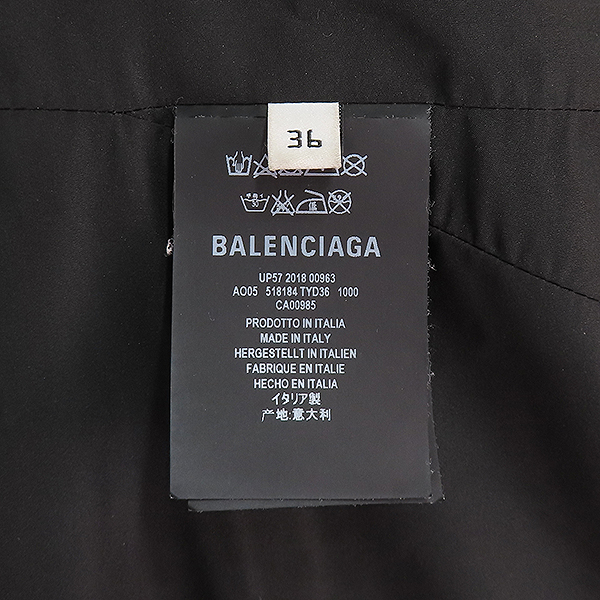 36
BALENCIAGA
UP57 2018 00963
AO05 518184 TYD36 1000
CA00985
PRODOTTO IN ITALIA
MADE IN ITALY
HERGESTELLT IN ITALIEN
FABRIQUE EN ITALIE
HECHO EN ITALIA
イタリア製
产地:意大利